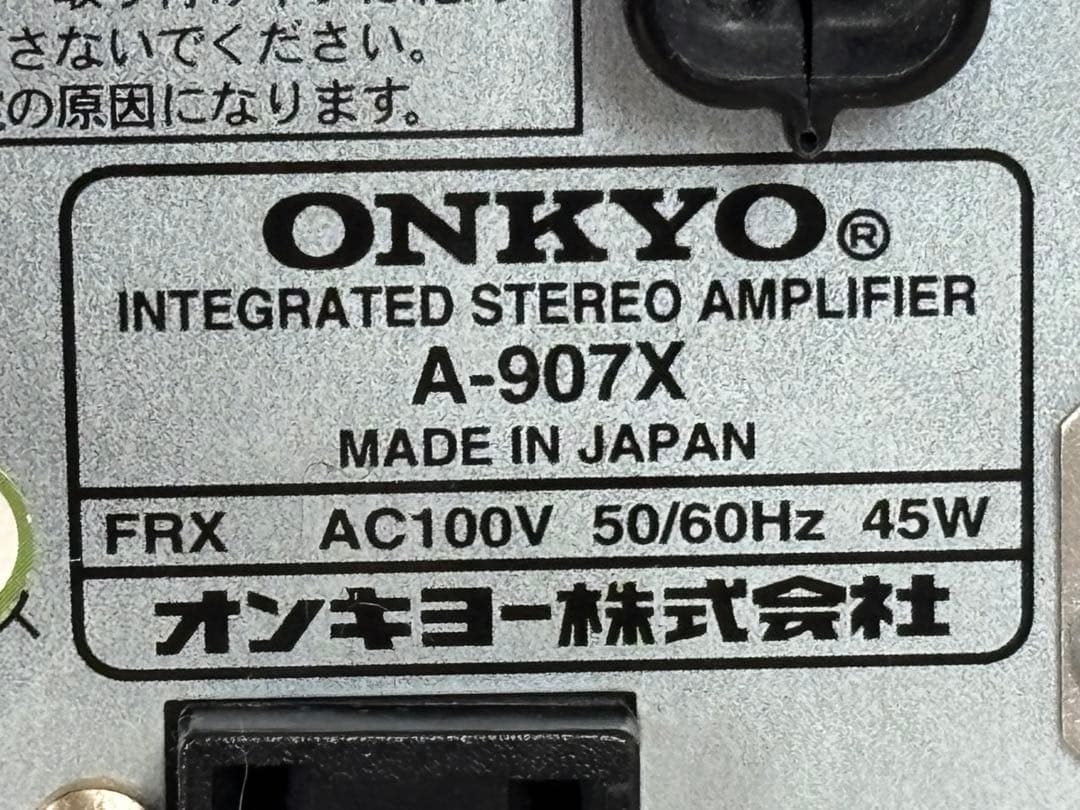 さないでください。
の原因になります。
ONKYO®
INTEGRATED STEREO AMPLIFIER
A-907X
MADE IN JAPAN
FRX AC100V 50/60Hz 45W
オンキヨー株式会社
ス